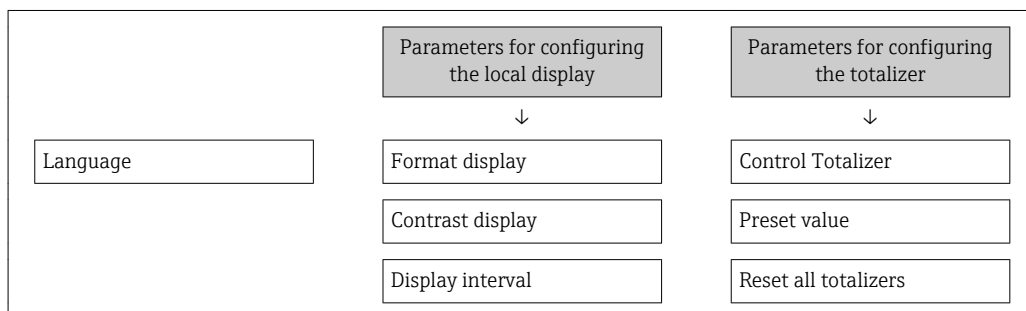 Parameters for configuring
the local display
Parameters for configuring
the totalizer
↓
↓
Language
Format display
Control Totalizer
Contrast display
Preset value
Display interval
Reset all totalizers